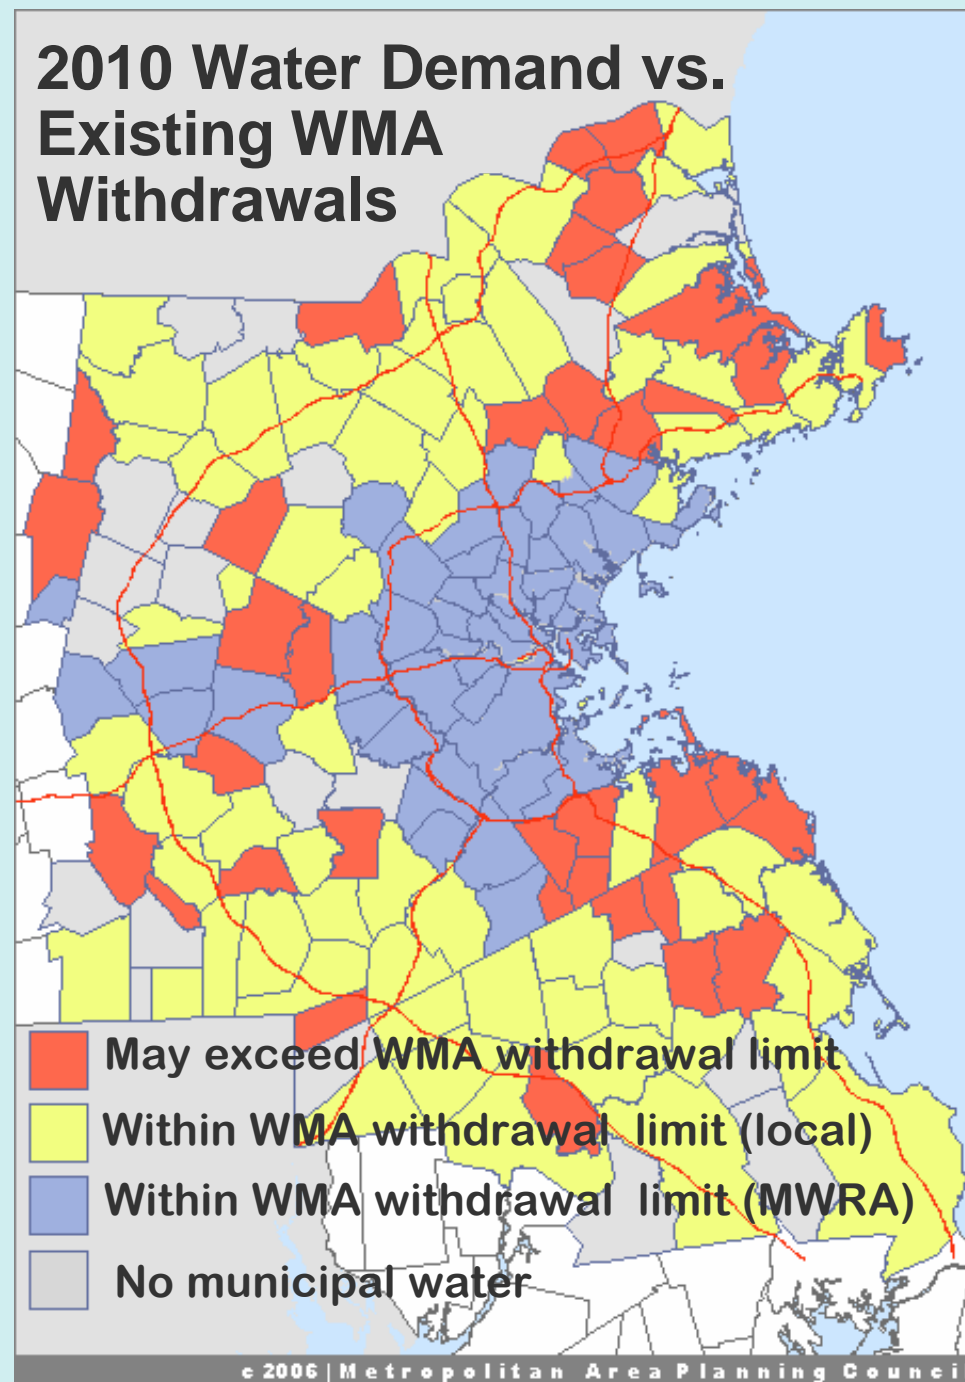 2010 Water Demand vs.
Existing WMA
Withdrawals
May exceed WMA withdrawal limit
Within WMA withdrawal limit (local)
Within WMA withdrawal limit (MWRA)
No municipal water
c 2006 | Metropolitan Area Planning Counci